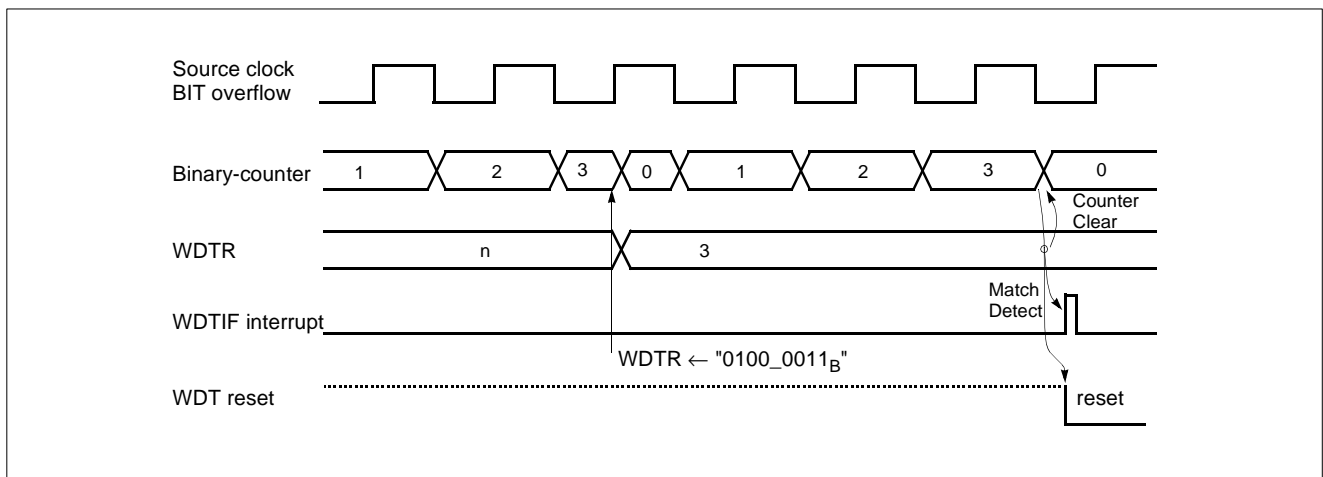 Source clock
BIT overflow
Binary-counter
1 2 3 0 1 2 3 0
Counter
Clear
WDTR
n 3
Match
Detect
WDTIF interrupt
WDTR ← "0100_0011B"
WDT reset
reset